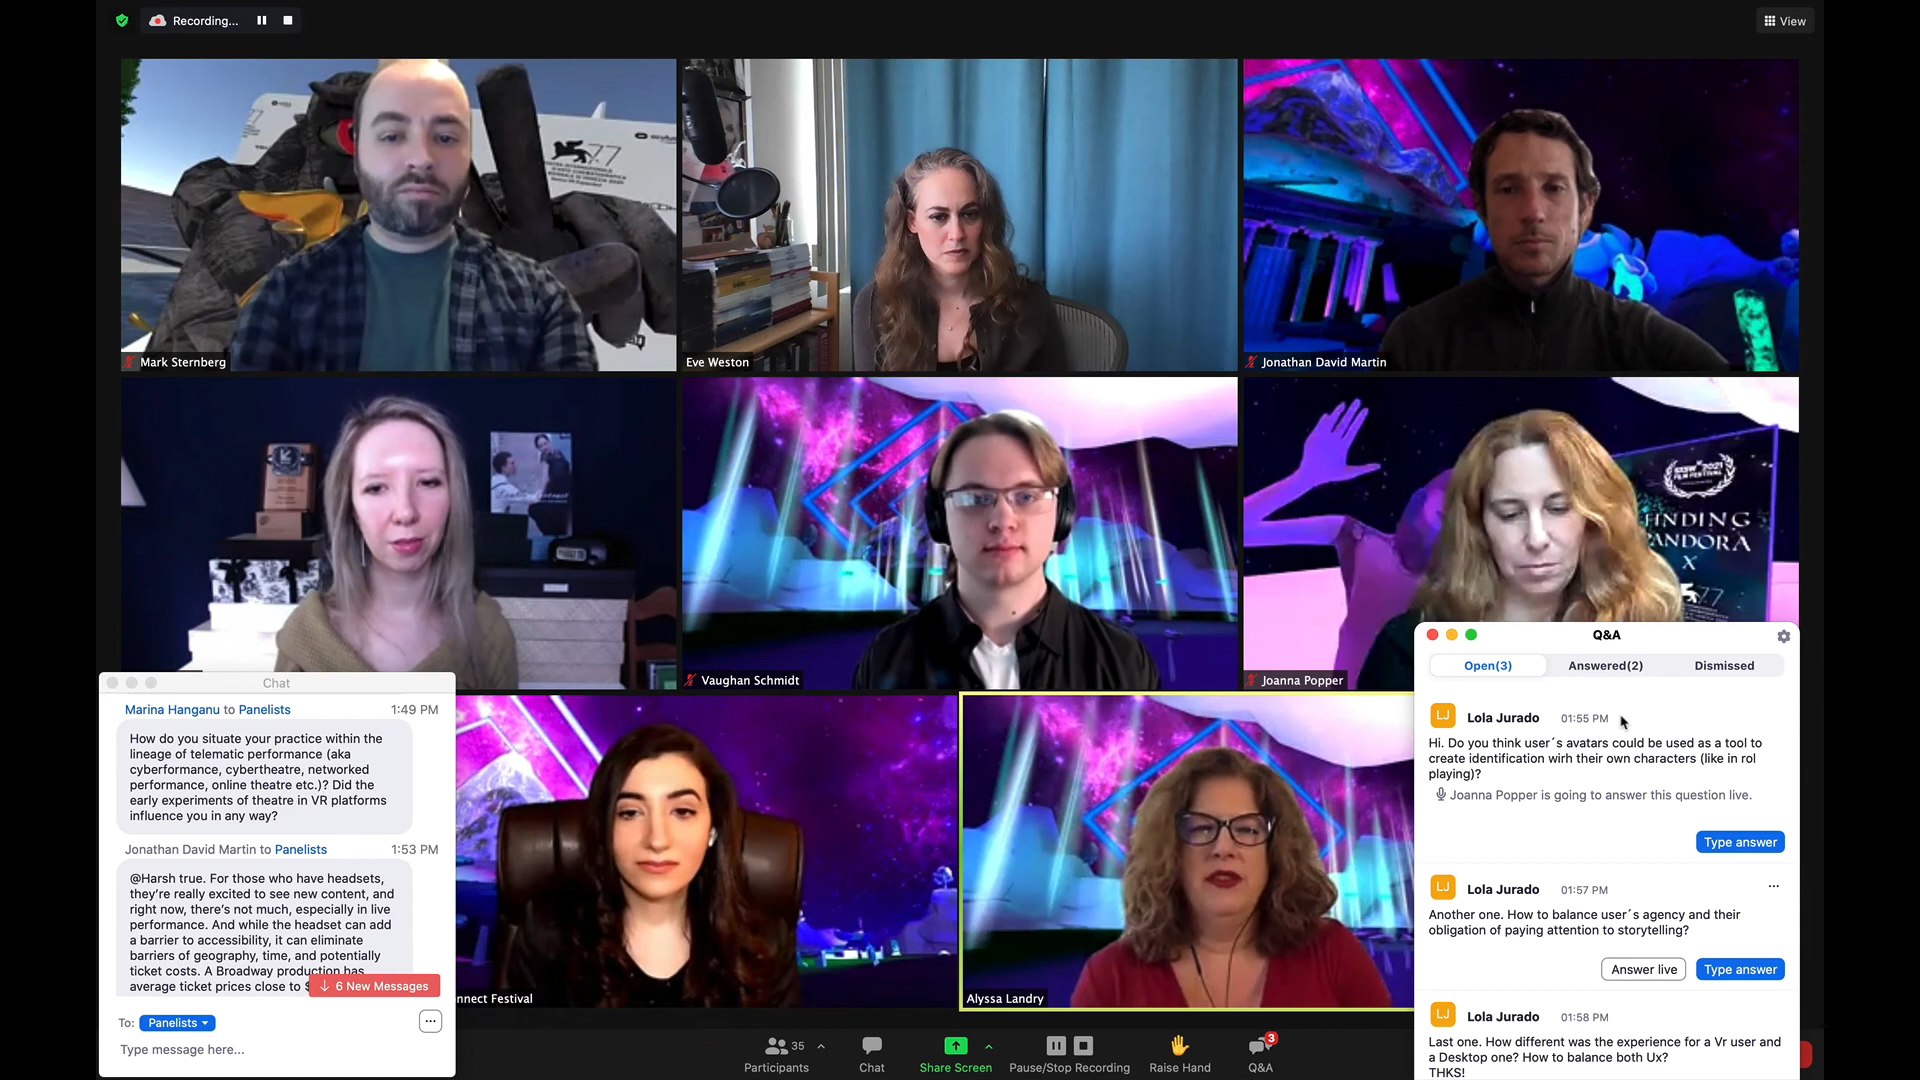 Recording...
View
77
Mark Sternberg
Eve Weston
Jonathan David Martin
SXSW 2021
FILM FESTIVAL
FINDING
PANDORA
X
77
Vaughan Schmidt
Joanna Popper
Chat
Marina Hanganu to Panelists 1:49 PM
How do you situate your practice within the
lineage of telematic performance (aka
cyberformance, cybertheatre, networked
performance, online theatre etc.)? Did the
early experiments of theatre in VR platforms
influence you in any way?
Jonathan David Martin to Panelists 1:53 PM
@Harsh true. For those who have headsets,
they're really excited to see new content, and
right now, there's not much, especially in live
performance. And while the headset can add
a barrier to accessibility, it can eliminate
barriers of geography, time, and potentially
ticket costs. A Broadway production has
average ticket prices close to $
6 New Messages
To: Panelists
Type message here...
nnect Festival
Alyssa Landry
Q&A
Open(3) Answered(2) Dismissed
LJ Lola Jurado 01:55 PM
Hi. Do you think user´s avatars could be used as a tool to
create identification wirh their own characters (like in rol
playing)?
Joanna Popper is going to answer this question live.
Type answer
LJ Lola Jurado 01:57 PM
Another one. How to balance user´s agency and their
obligation of paying attention to storytelling?
Answer live Type answer
LJ Lola Jurado 01:58 PM
Last one. How different was the experience for a Vr user and
a Desktop one? How to balance both Ux?
THKS!
35 3
Participants Chat Share Screen Pause/Stop Recording Raise Hand Q&A